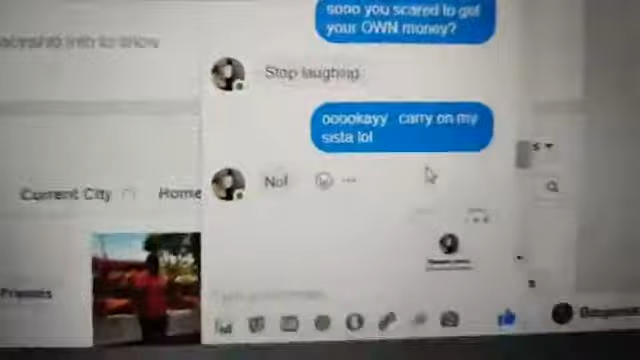 sooo you scared to get
your OWN money?
Stop laughing
ooookayy carry on my
sista lol
No!
Current City
Home
Friends